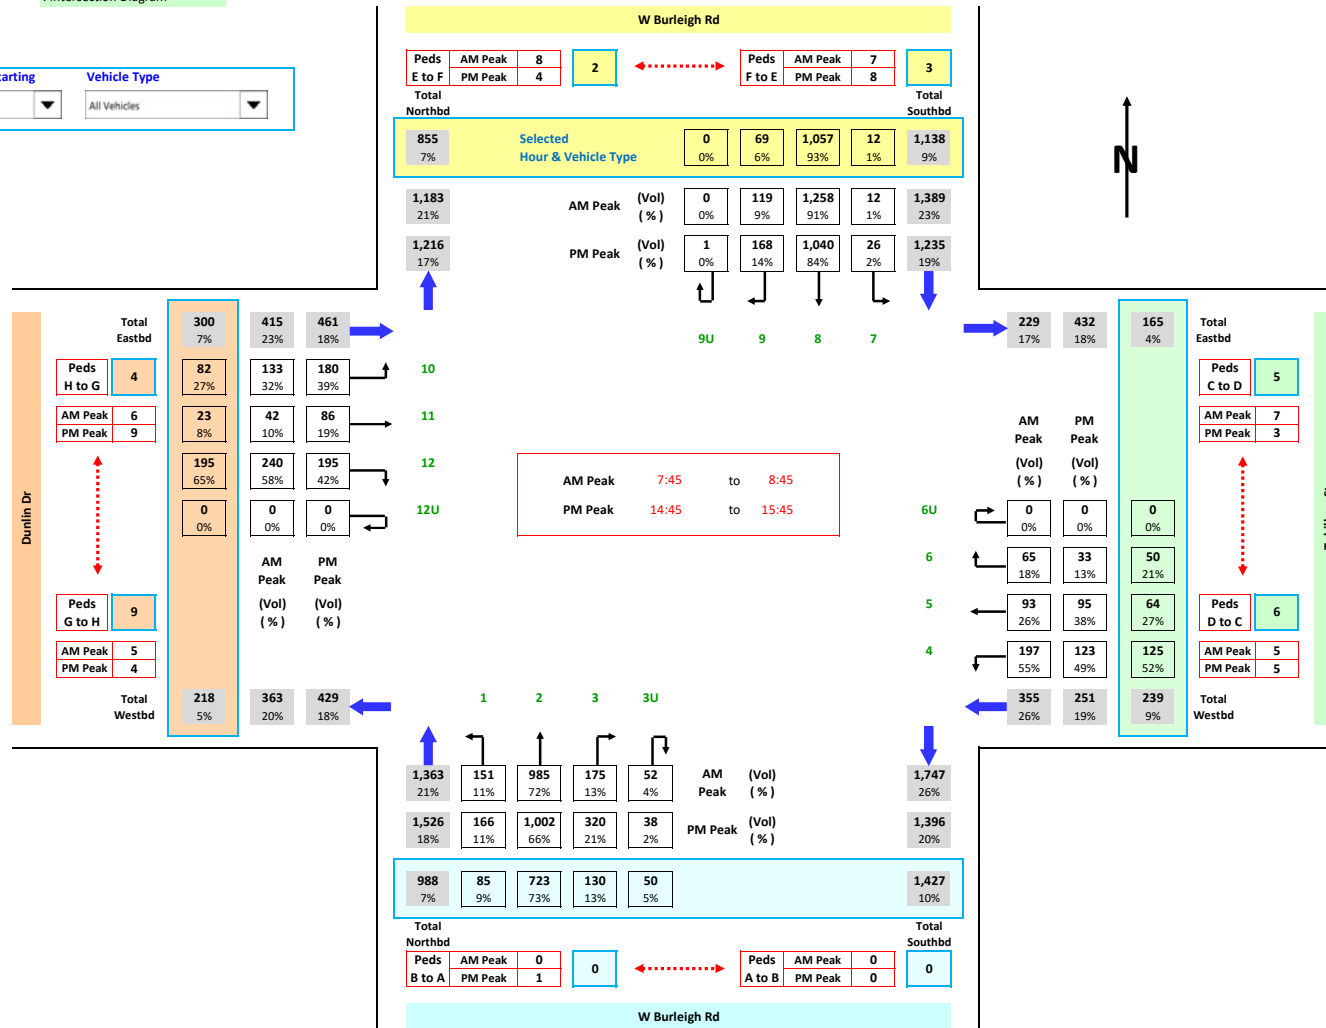 Intersection Diagram
W Burleigh Rd
Peds AM Peak 8 2 Peds AM Peak 7 3
E to F PM Peak 4 F to E PM Peak 8
arting Vehicle Type
All Vehicles
Total Total
Northbd Southbd
855 Selected 0 69 1,057 12 1,138
7% Hour & Vehicle Type 0% 6% 93% 1% 9%
N
1,183 AM Peak (Vol) 0 119 1,258 12 1,389
21% ( % ) 0% 9% 91% 1% 23%
1,216 PM Peak (Vol) 1 168 1,040 26 1,235
17% ( % ) 0% 14% 84% 2% 19%
9U 9 8 7
Total 300 415 461
Eastbd 7% 23% 18%
229 432 165 Total
17% 18% 4% Eastbd
Peds 4 82 133 180 10
H to G 27% 32% 39%
Peds 5
C to D
AM Peak 6 23 42 86 11
PM Peak 9 8% 10% 19%
AM Peak 7
PM Peak 3
195 240 195 12
65% 58% 42%
0 0 0 12U
0% 0% 0%
AM PM
Peak Peak
(Vol) (Vol)
( % ) ( % )
Dunlin Dr
AM Peak 7:45 to 8:45
PM Peak 14:45 to 15:45
AM PM
Peak Peak
(Vol) (Vol)
( % ) ( % )
6U 0 0 0
0% 0% 0%
6 65 33 50
18% 13% 21%
5 93 95 64
26% 38% 27%
4 197 123 125
55% 49% 52%
Peds 9
G to H
AM Peak 5
PM Peak 4
Peds 6
D to C
AM Peak 5
PM Peak 5
Total 218 363 429
Westbd 5% 20% 18%
355 251 239 Total
26% 19% 9% Westbd
1 2 3 3U
1,363 151 985 175 52 AM (Vol) 1,747
21% 11% 72% 13% 4% Peak ( % ) 26%
1,526 166 1,002 320 38 PM Peak (Vol) 1,396
18% 11% 66% 21% 2% ( % ) 20%
988 85 723 130 50 1,427
7% 9% 73% 13% 5% 10%
Total Total
Northbd Southbd
Peds AM Peak 0 0 Peds AM Peak 0 0
B to A PM Peak 1 A to B PM Peak 0
W Burleigh Rd